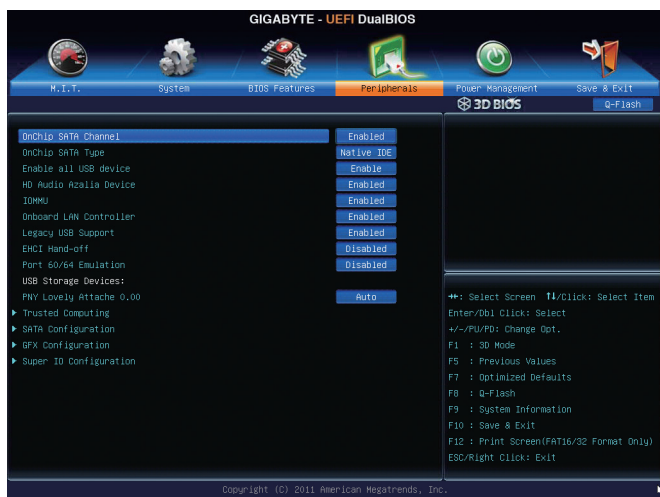 GIGABYTE - UEFI DualBIOS
M.I.T. System BIOS Features Peripherals Power Management Save & Exit
3D BIOS Q-Flash
OnChip SATA Channel Enabled
OnChip SATA Type Native IDE
Enable all USB device Enable
HD Audio Azalia Device Enabled
IOMMU Enabled
Onboard LAN Controller Enabled
Legacy USB Support Enabled
EHCI Hand-off Disabled
Port 60/64 Emulation Disabled
USB Storage Devices:
PNY Lovely Attache 0.00 Auto
Trusted Computing
SATA Configuration
GFX Configuration
Super IO Configuration
→←: Select Screen ↑↓/Click: Select Item
Enter/Dbl Click: Select
+/-/PU/PD: Change Opt.
F1 : 3D Mode
F5 : Previous Values
F7 : Optimized Defaults
F8 : Q-Flash
F9 : System Information
F10 : Save & Exit
F12 : Print Screen(FAT16/32 Format Only)
ESC/Right Click: Exit
Copyright (C) 2011 American Megatrends, Inc.